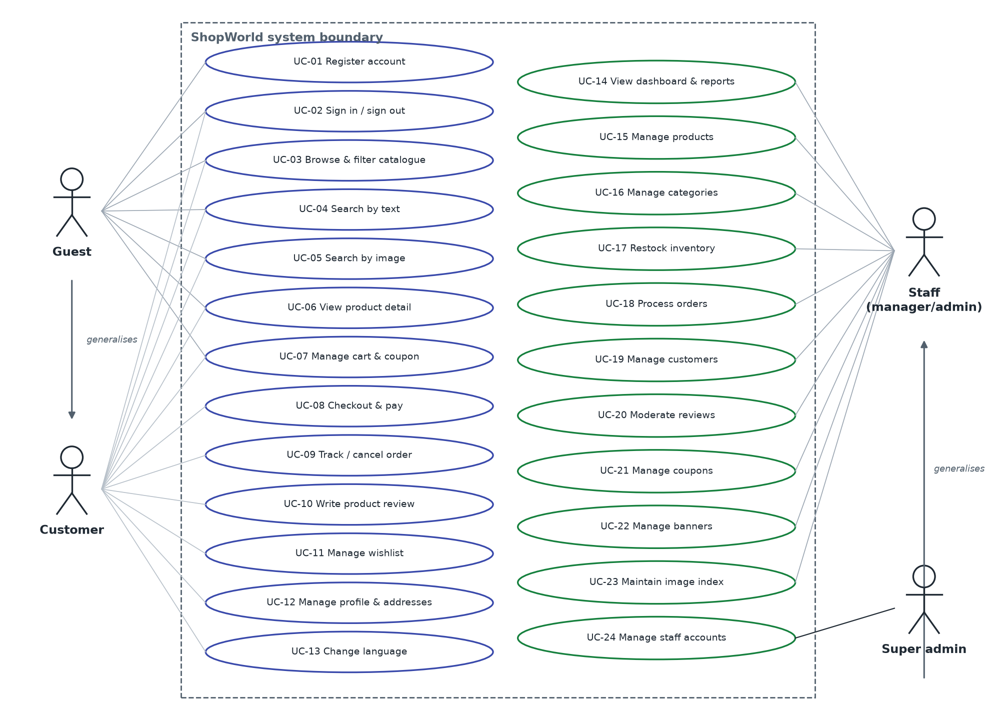 ShopWorld system boundary
UC-01 Register account
UC-02 Sign in / sign out
UC-03 Browse & filter catalogue
UC-04 Search by text
UC-05 Search by image
UC-06 View product detail
UC-07 Manage cart & coupon
UC-08 Checkout & pay
UC-09 Track / cancel order
UC-10 Write product review
UC-11 Manage wishlist
UC-12 Manage profile & addresses
UC-13 Change language
UC-14 View dashboard & reports
UC-15 Manage products
UC-16 Manage categories
UC-17 Restock inventory
UC-18 Process orders
UC-19 Manage customers
UC-20 Moderate reviews
UC-21 Manage coupons
UC-22 Manage banners
UC-23 Maintain image index
UC-24 Manage staff accounts
Guest
generalises
Customer
Staff
(manager/admin)
generalises
Super admin